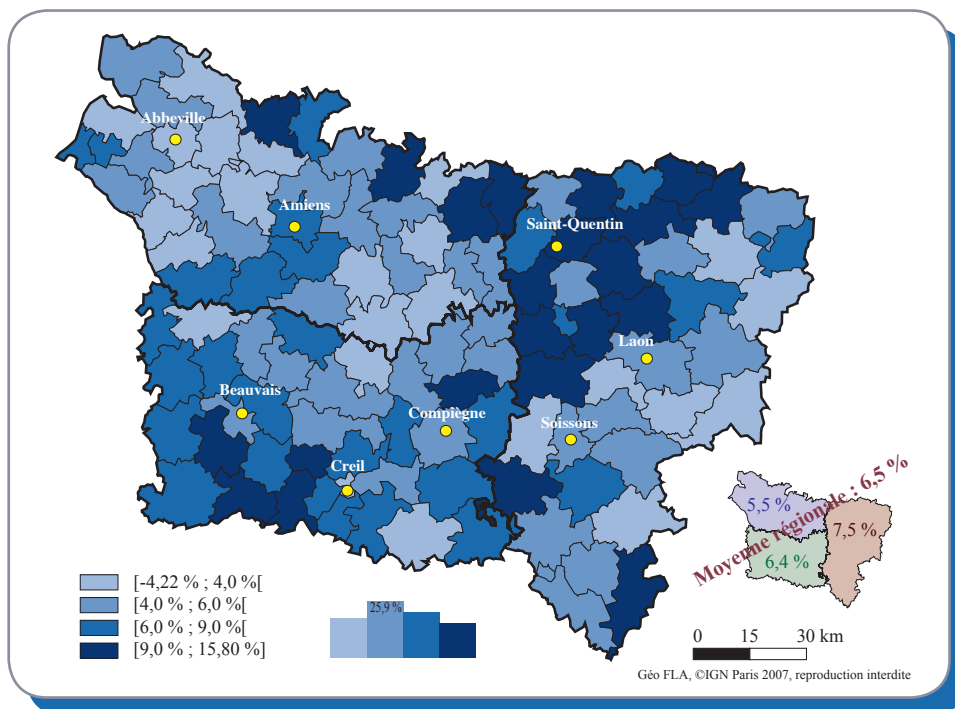 Abbeville
Amiens
Saint-Quentin
Laon
Beauvais
Compiègne
Soissons
Creil
Moyenne régionale : 6,5 %
5,5 %
7,5 %
6,4 %
[-4,22 % ; 4,0 %[
[4,0 % ; 6,0 %[
[6,0 % ; 9,0 %[
[9,0 % ; 15,80 %]
25,9 %
0 15 30 km
Géo FLA, ©IGN Paris 2007, reproduction interdite